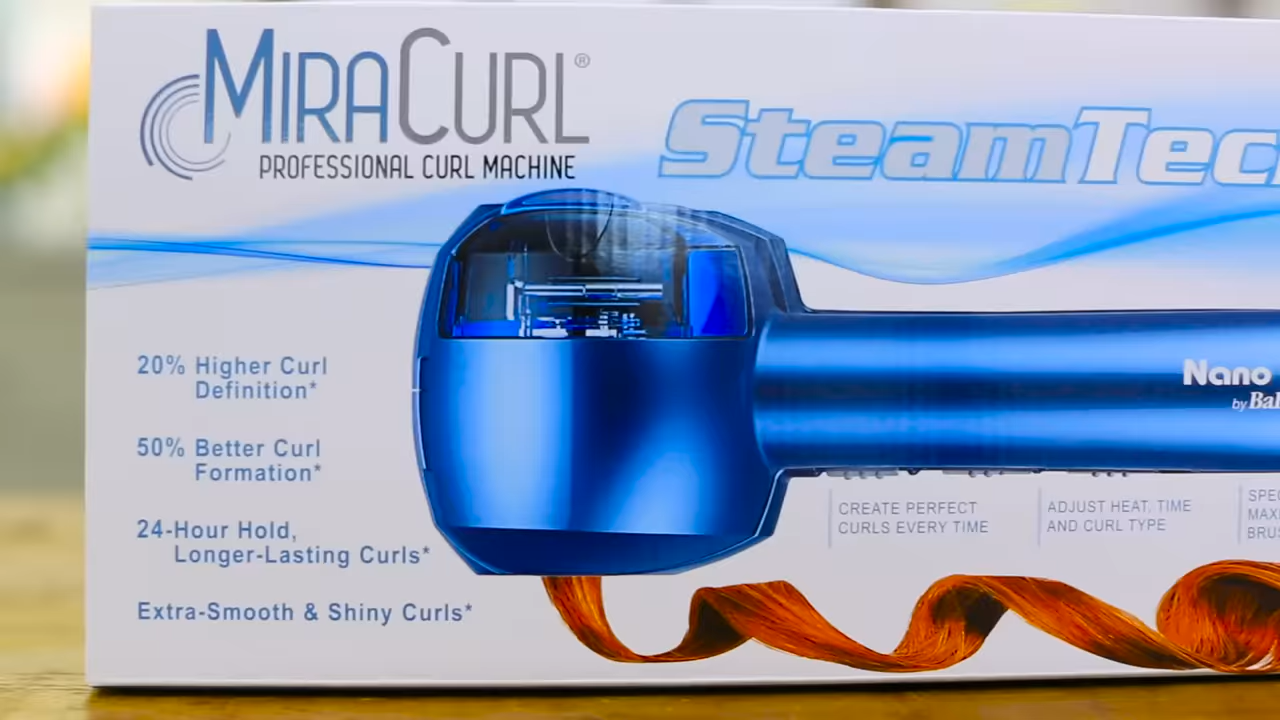 MIRACURL®
PROFESSIONAL CURL MACHINE
SteamTec
20% Higher Curl
Definition*
50% Better Curl
Formation*
24-Hour Hold,
Longer-Lasting Curls*
Extra-Smooth & Shiny Curls*
Nano
by
CREATE PERFECT
CURLS EVERY TIME
ADJUST HEAT, TIME
AND CURL TYPE